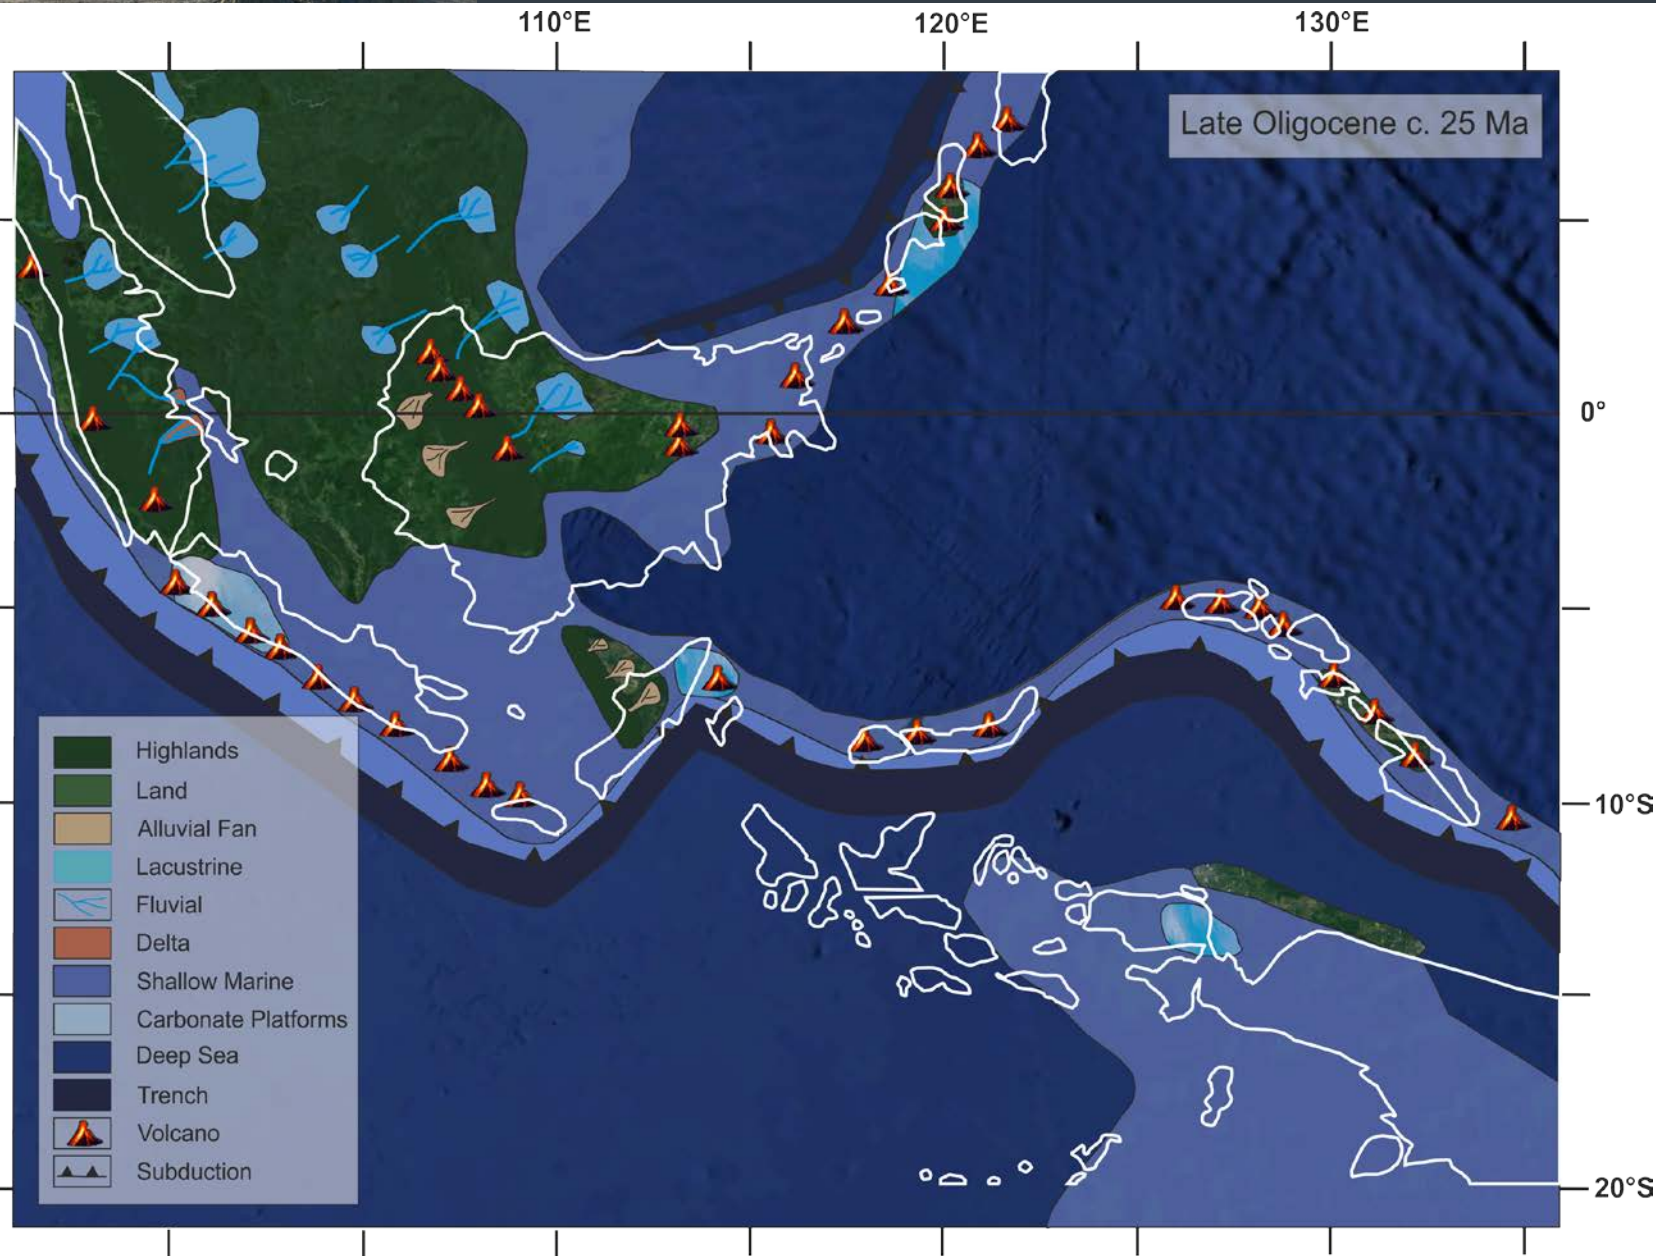 110°E
120°E
130°E
Late Oligocene c. 25 Ma
0°
10°S
20°S
Highlands
Land
Alluvial Fan
Lacustrine
Fluvial
Delta
Shallow Marine
Carbonate Platforms
Deep Sea
Trench
Volcano
Subduction